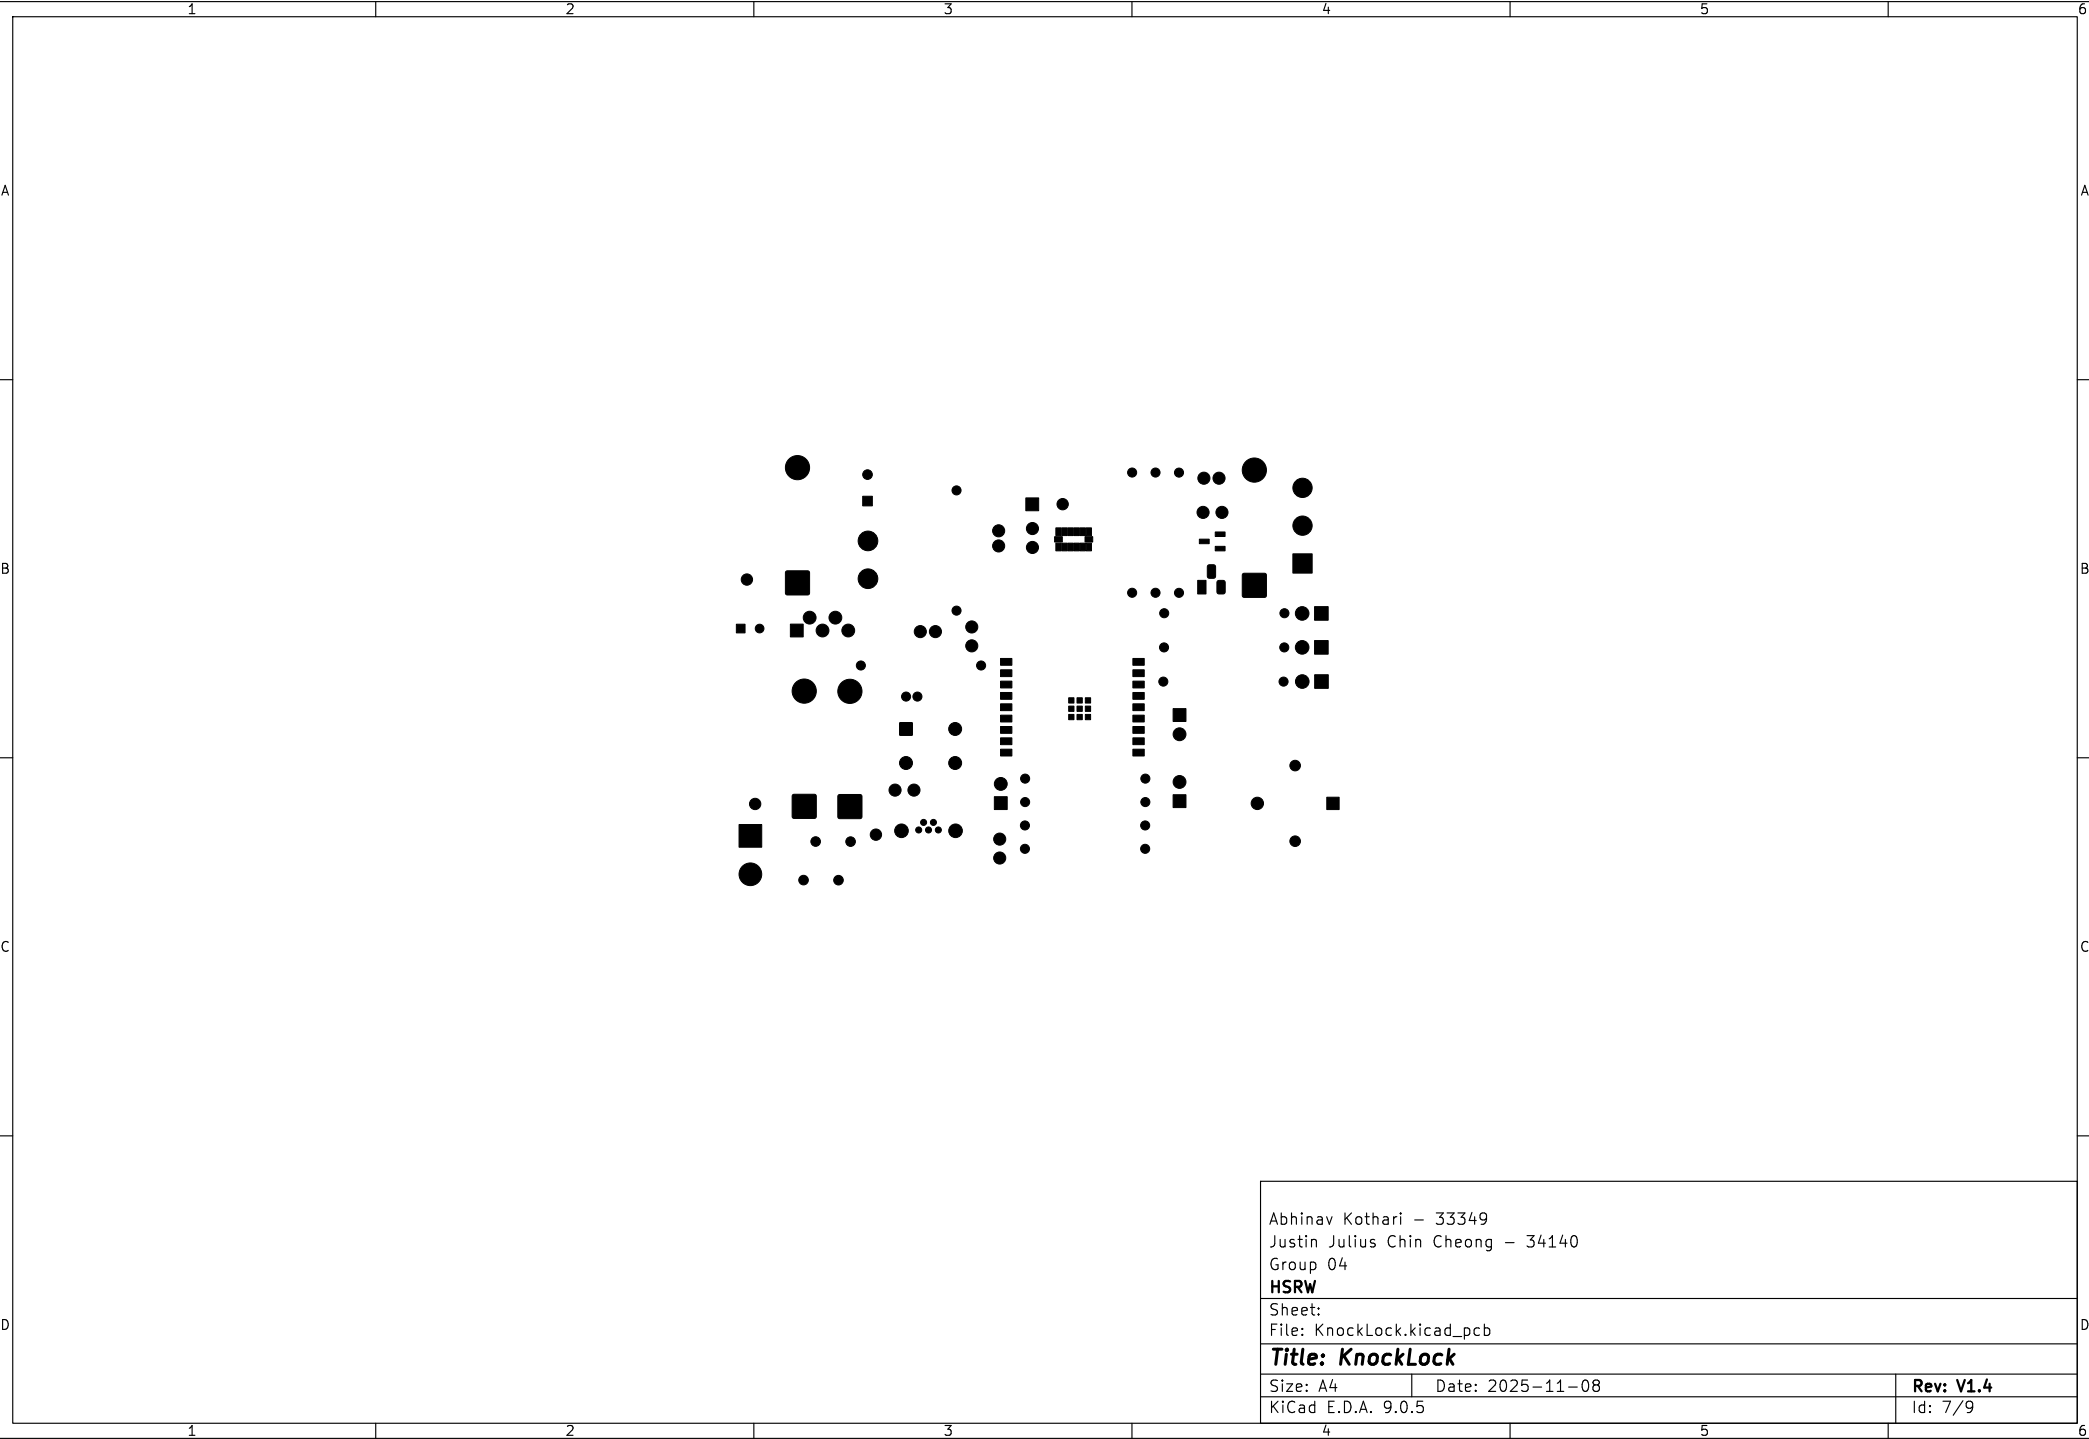 1 2 3 4 5 6
A A
B B
C C
Abhinav Kothari – 33349
Justin Julius Chin Cheong – 34140
Group 04
HSRW
Sheet:
D D
File: KnockLock.kicad_pcb
Title: KnockLock
Size: A4 Date: 2025-11-08 Rev: V1.4
KiCad E.D.A. 9.0.5 Id: 7/9
1 2 3 4 5 6